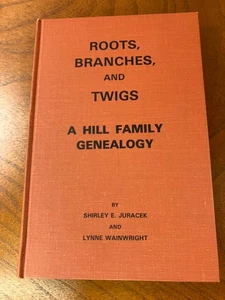 ROOTS,
BRANCHES,
AND
TWIGS
A HILL FAMILY
GENEALOGY
BY
SHIRLEY E. JURACEK
AND
LYNNE WAINWRIGHT